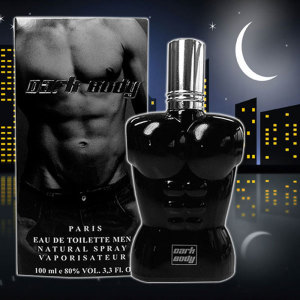 Dark Body
PARIS
EAU DE TOILETTE MEN
NATURAL SPRAY
VAPORISATEUR
100 ml e 80% VOL. 3,3 Fl. O
Dark
Body